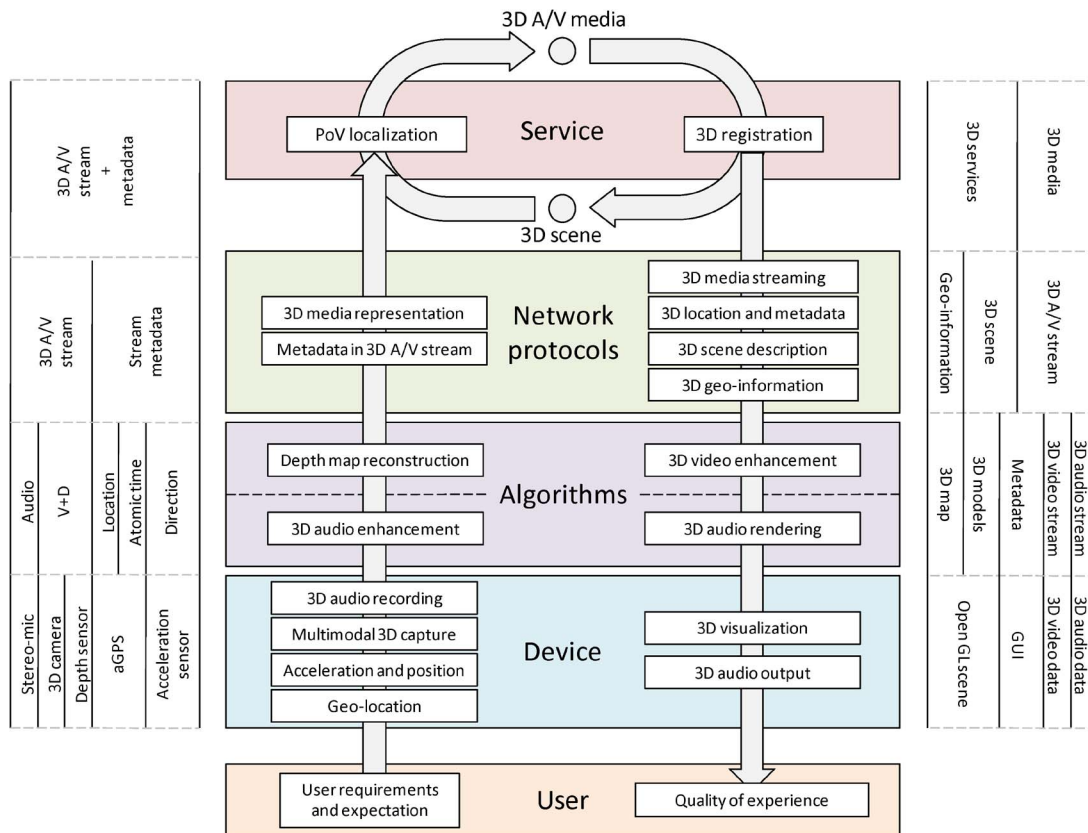 3D A/V media
Service
PoV localization
3D registration
3D scene
Network
protocols
3D media representation
Metadata in 3D A/V stream
3D media streaming
3D location and metadata
3D scene description
3D geo-information
Algorithms
Depth map reconstruction
3D audio enhancement
3D video enhancement
3D audio rendering
Device
3D audio recording
Multimodal 3D capture
Acceleration and position
Geo-location
3D visualization
3D audio output
User
User requirements
and expectation
Quality of experience
3D A/V
stream
+
metadata
3D A/V
stream
Stream
metadata
Audio
V+D
Location
Atomictime
Direction
Stereo-mic
3D camera
Depth sensor
aGPS
Acceleration
sensor
3D services
3D media
Geo-information
3D scene
3D A/V stream
3D map
3D models
Metadata
3D video stream
3D audio stream
Open GLscene
GUI
3D video data
3D audio data